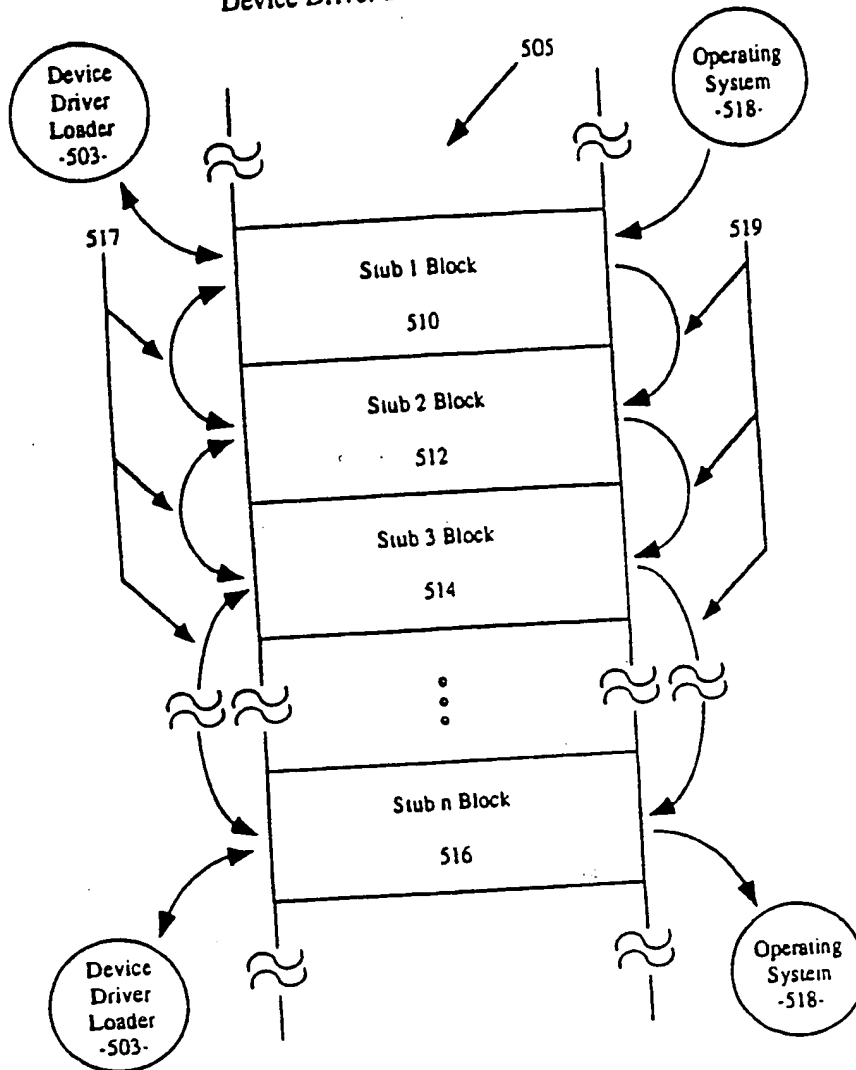 Device Driver
505
Device
Driver
Loader
-503-
Operating
System
-518-
517
519
Stub 1 Block
510
Stub 2 Block
512
Stub 3 Block
514
Stub n Block
516
Device
Driver
Loader
-503-
Operating
System
-518-